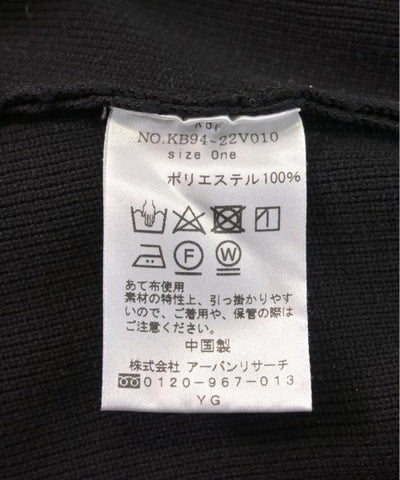 KBF
NO.KB94-22V010
size One
ポリエステル100%
F W
あて布使用
素材の特性上、引っ掛かりやす
いので、ご着用や、保管の際は
ご注意ください。
中国製
株式会社 アーバンリサーチ
0120-967-013
YG